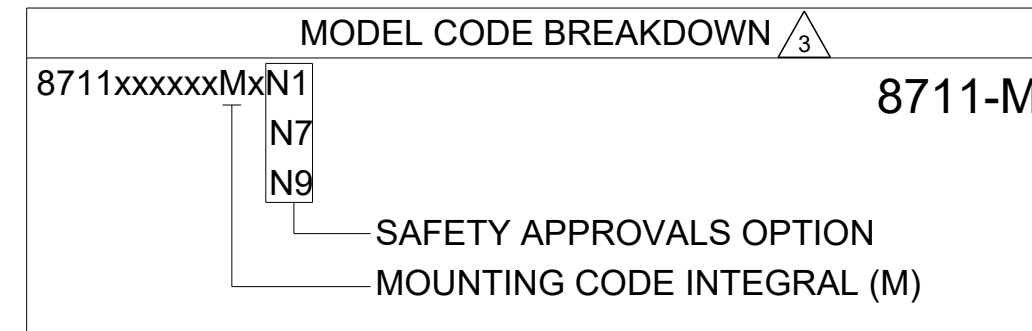 MODEL CODE BREAKDOWN 3
8711xxxxxxMxN1
8711-M
N7
N9
SAFETY APPROVALS OPTION
MOUNTING CODE INTEGRAL (M)